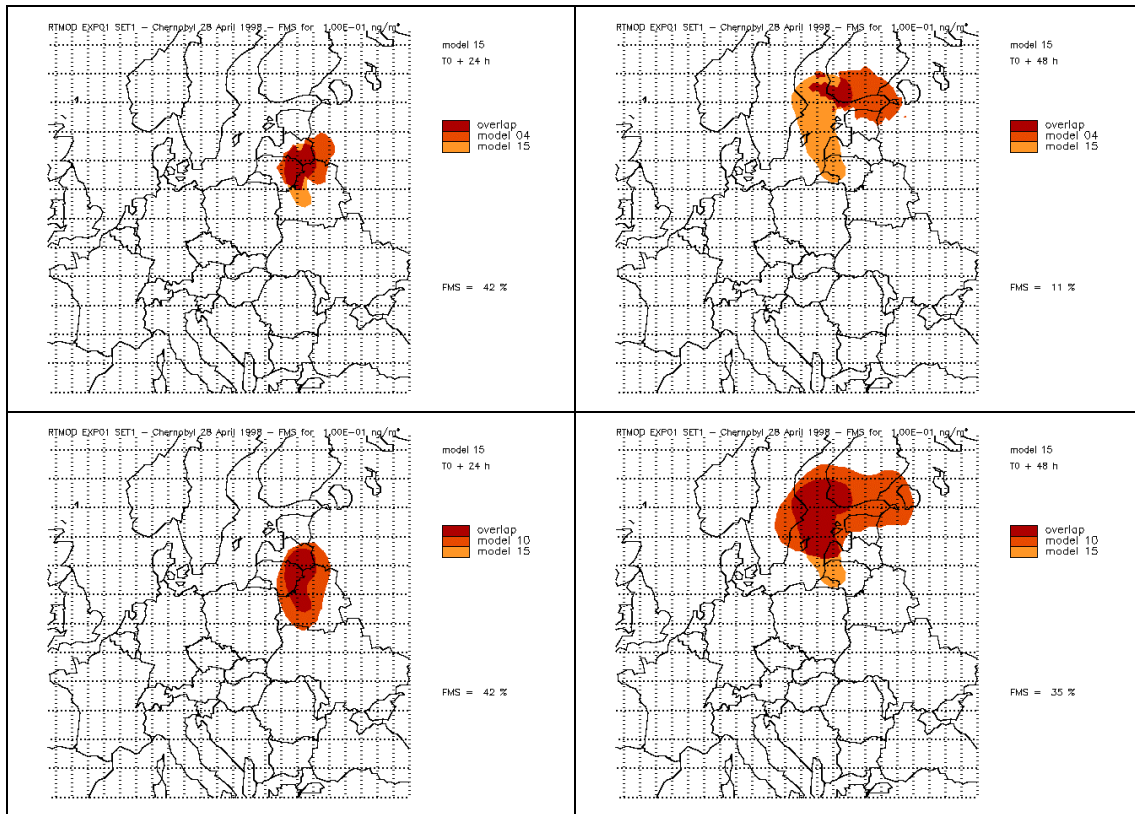 RTMOD EXP01 SET1 – Chernobyl 28 April 1998 – FMS for 1.00E-01 ng/m³
model 15
T0 + 24 h
overlap
model 04
model 15
FMS = 42 %
RTMOD EXP01 SET1 – Chernobyl 28 April 1998 – FMS for 1.00E-01 ng/m³
model 15
T0 + 48 h
overlap
model 04
model 15
FMS = 11 %
RTMOD EXP01 SET1 – Chernobyl 28 April 1998 – FMS for 1.00E-01 ng/m³
model 15
T0 + 24 h
overlap
model 10
model 15
FMS = 42 %
RTMOD EXP01 SET1 – Chernobyl 28 April 1998 – FMS for 1.00E-01 ng/m³
model 15
T0 + 48 h
overlap
model 10
model 15
FMS = 35 %